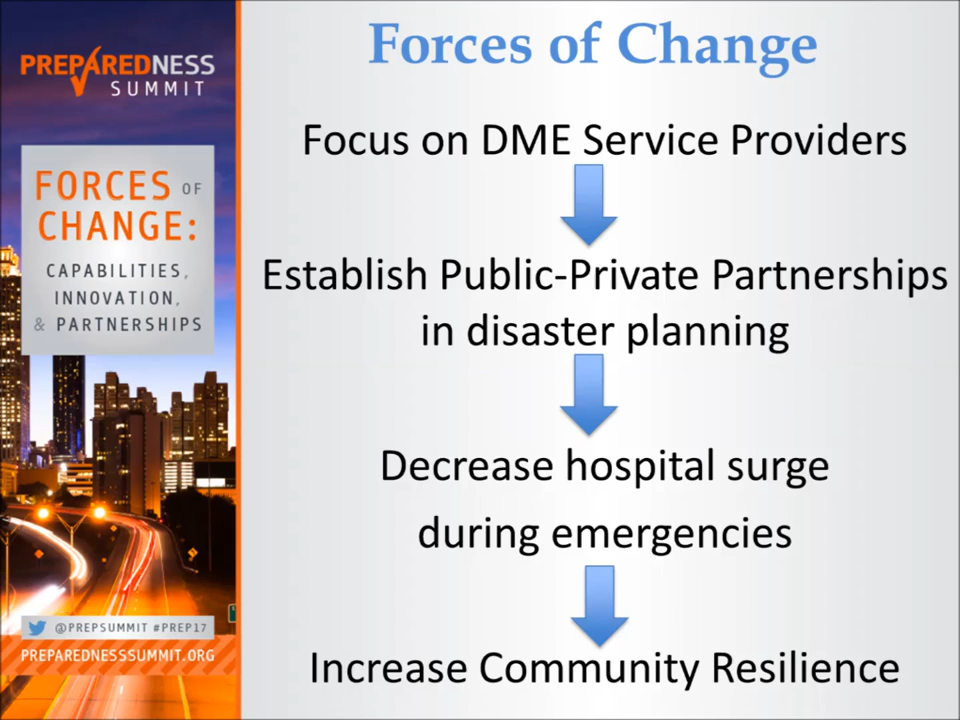 PREPAREDNESS
SUMMIT
FORCES OF
CHANGE:
CAPABILITIES,
INNOVATION,
& PARTNERSHIPS
@PREPSUMMIT #PREP17
PREPAREDNESSSUMMIT.ORG
Forces of Change
Focus on DME Service Providers
Establish Public-Private Partnerships
in disaster planning
Decrease hospital surge
during emergencies
Increase Community Resilience